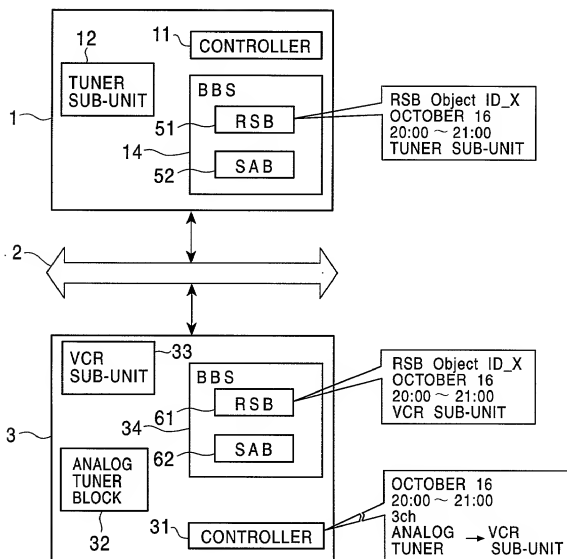 12
11
CONTROLLER
TUNER
SUB-UNIT
BBS
1
51
RSB
14
52
SAB
RSB Object ID_X
OCTOBER 16
20:00 ~ 21:00
TUNER SUB-UNIT
2
33
VCR
SUB-UNIT
BBS
3
61
RSB
34
62
SAB
RSB Object ID_X
OCTOBER 16
20:00 ~ 21:00
VCR SUB-UNIT
ANALOG
TUNER
BLOCK
32
31
CONTROLLER
OCTOBER 16
20:00 ~ 21:00
3ch
ANALOG → VCR
TUNER SUB-UNIT